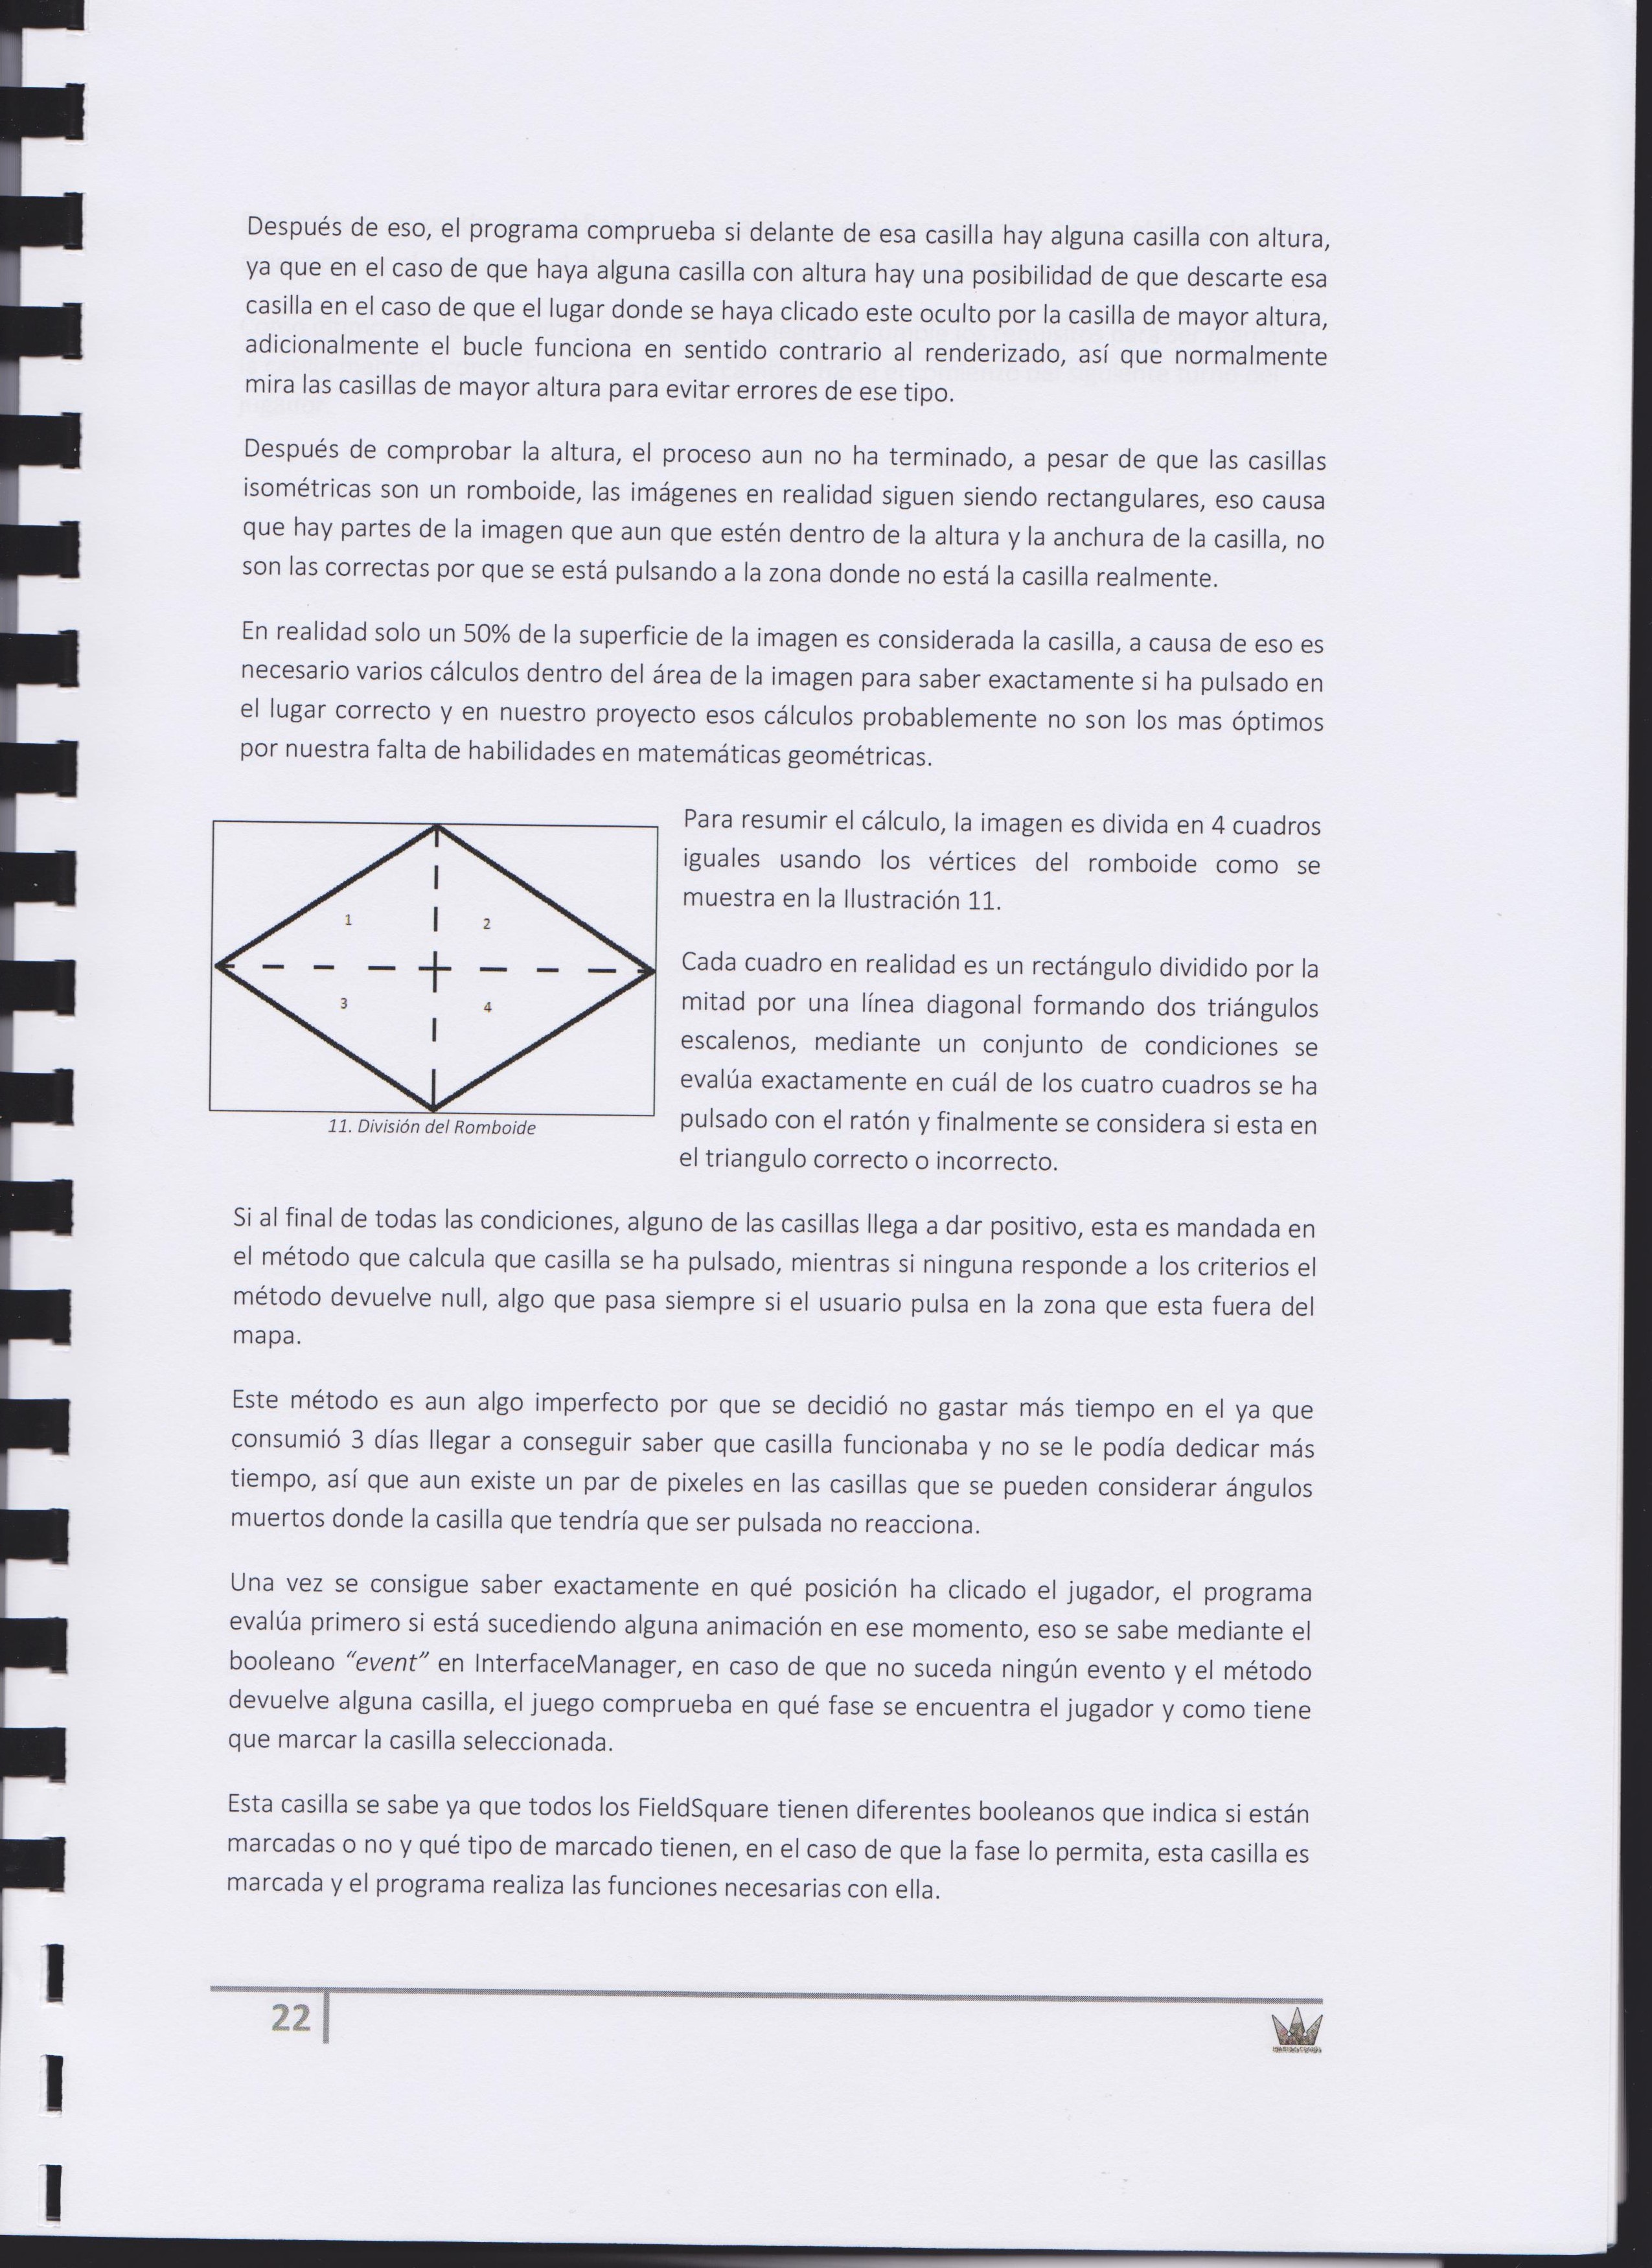 Después de eso, el programa comprueba si delante de esa casilla hay alguna casilla con altura,
ya que en el caso de que haya alguna casilla con altura hay una posibilidad de que descarte esa
casilla en el caso de que el lugar donde se haya clicado este oculto por la casilla de mayor altura,
adicionalmente el bucle funciona en sentido contrario al renderizado, así que normalmente
mira las casillas de mayor altura para evitar errores de ese tipo.
Después de comprobar la altura, el proceso aun no ha terminado, a pesar de que las casillas
isométricas son un romboide, las imágenes en realidad siguen siendo rectangulares, eso causa
que hay partes de la imagen que aun que estén dentro de la altura y la anchura de la casilla, no
son las correctas por que se está pulsando a la zona donde no está la casilla realmente.
En realidad solo un 50% de la superficie de la imagen es considerada la casilla, a causa de eso es
necesario varios cálculos dentro del área de la imagen para saber exactamente si ha pulsado en
el lugar correcto y en nuestro proyecto esos cálculos probablemente no son los mas óptimos
por nuestra falta de habilidades en matemáticas geométricas.
1
2
3
4
11. División del Romboide
Para resumir el cálculo, la imagen es divida en 4 cuadros
iguales usando los vértices del romboide como se
muestra en la Ilustración 11.
Cada cuadro en realidad es un rectángulo dividido por la
mitad por una línea diagonal formando dos triángulos
escalenos, mediante un conjunto de condiciones se
evalúa exactamente en cuál de los cuatro cuadros se ha
pulsado con el ratón y finalmente se considera si esta en
el triangulo correcto o incorrecto.
Si al final de todas las condiciones, alguno de las casillas llega a dar positivo, esta es mandada en
el método que calcula que casilla se ha pulsado, mientras si ninguna responde a los criterios el
método devuelve null, algo que pasa siempre si el usuario pulsa en la zona que esta fuera del
mapa.
Este método es aun algo imperfecto por que se decidió no gastar más tiempo en el ya que
consumió 3 días llegar a conseguir saber que casilla funcionaba y no se le podía dedicar más
tiempo, así que aun existe un par de pixeles en las casillas que se pueden considerar ángulos
muertos donde la casilla que tendría que ser pulsada no reacciona.
Una vez se consigue saber exactamente en qué posición ha clicado el jugador, el programa
evalúa primero si está sucediendo alguna animación en ese momento, eso se sabe mediante el
booleano “event” en InterfaceManager, en caso de que no suceda ningún evento y el método
devuelve alguna casilla, el juego comprueba en qué fase se encuentra el jugador y como tiene
que marcar la casilla seleccionada.
Esta casilla se sabe ya que todos los FieldSquare tienen diferentes booleanos que indica si están
marcadas o no y qué tipo de marcado tienen, en el caso de que la fase lo permita, esta casilla es
marcada y el programa realiza las funciones necesarias con ella.
22